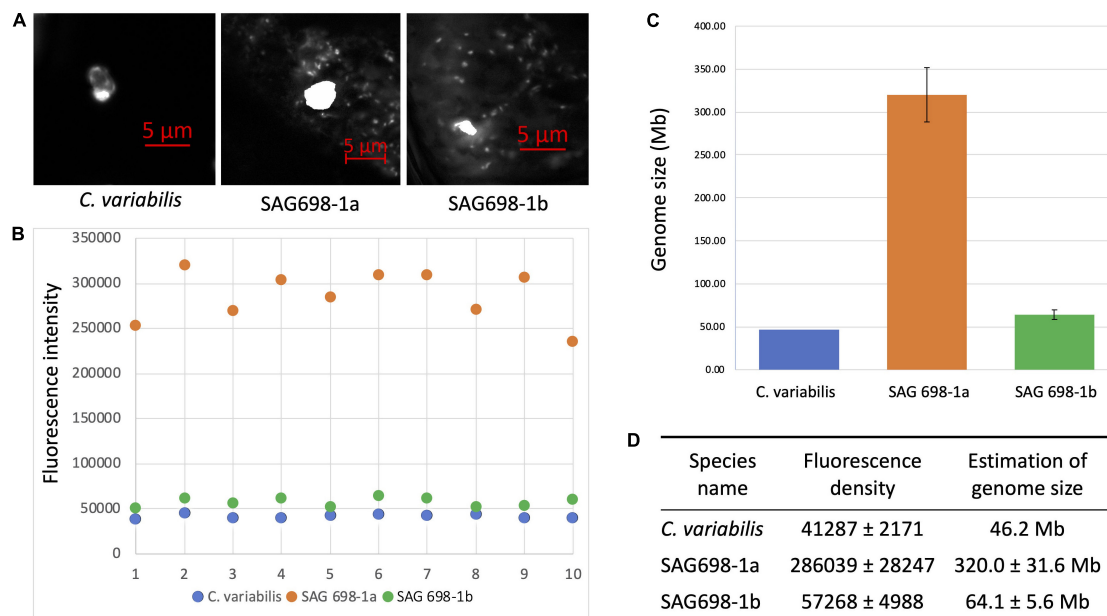 A
5 µm
5 µm
5 µm
C. variabilis
SAG698-1a
SAG698-1b
B
350000
300000
250000
200000
150000
100000
50000
0
Fluorescence intensity
1 2 3 4 5 6 7 8 9 10
C. variabilis SAG 698-1a SAG 698-1b
C
400.00
350.00
300.00
250.00
200.00
150.00
100.00
50.00
0.00
Genome size (Mb)
C. variabilis SAG 698-1a SAG 698-1b
D
Species Fluorescence Estimation of
name density genome size
C. variabilis 41287 ± 2171 46.2 Mb
SAG698-1a 286039 ± 28247 320.0 ± 31.6 Mb
SAG698-1b 57268 ± 4988 64.1 ± 5.6 Mb